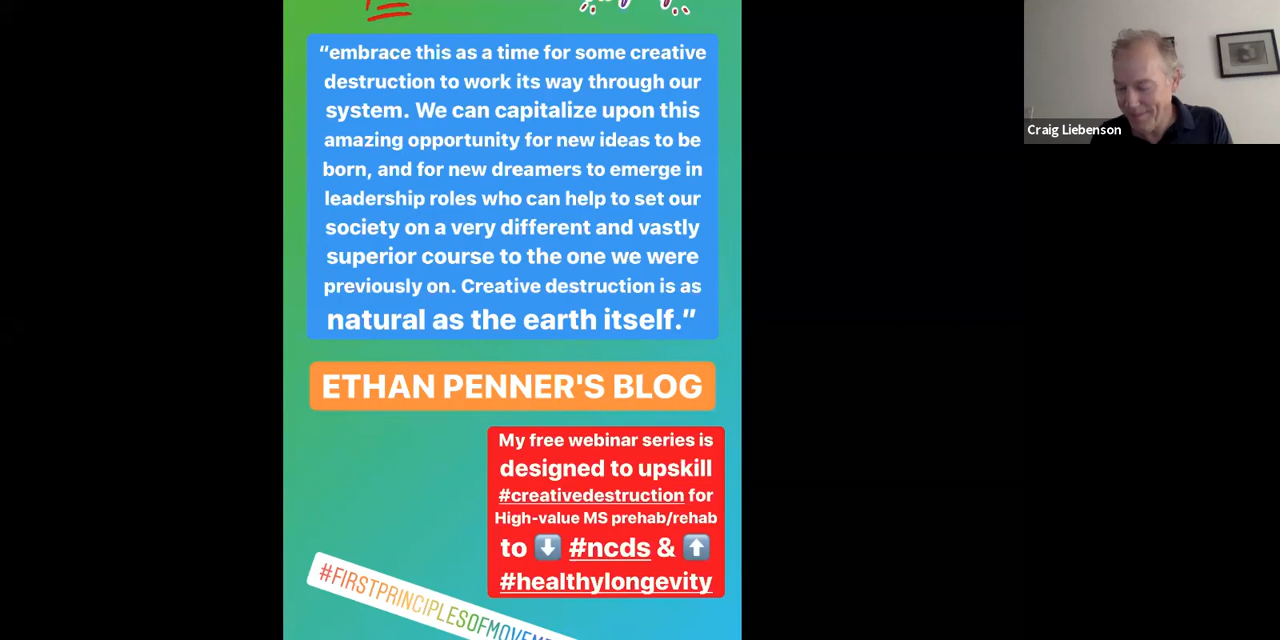 “embrace this as a time for some creative
destruction to work its way through our
system. We can capitalize upon this
amazing opportunity for new ideas to be
born, and for new dreamers to emerge in
leadership roles who can help to set our
society on a very different and vastly
superior course to the one we were
previously on. Creative destruction is as
natural as the earth itself.”
ETHAN PENNER'S BLOG
My free webinar series is
designed to upskill
#creativedestruction for
High-value MS prehab/rehab
to ⬇️ #ncds & ⬆️
#healthylongevity
#FIRSTPRINCIPLESOFMOVEM
Craig Liebenson